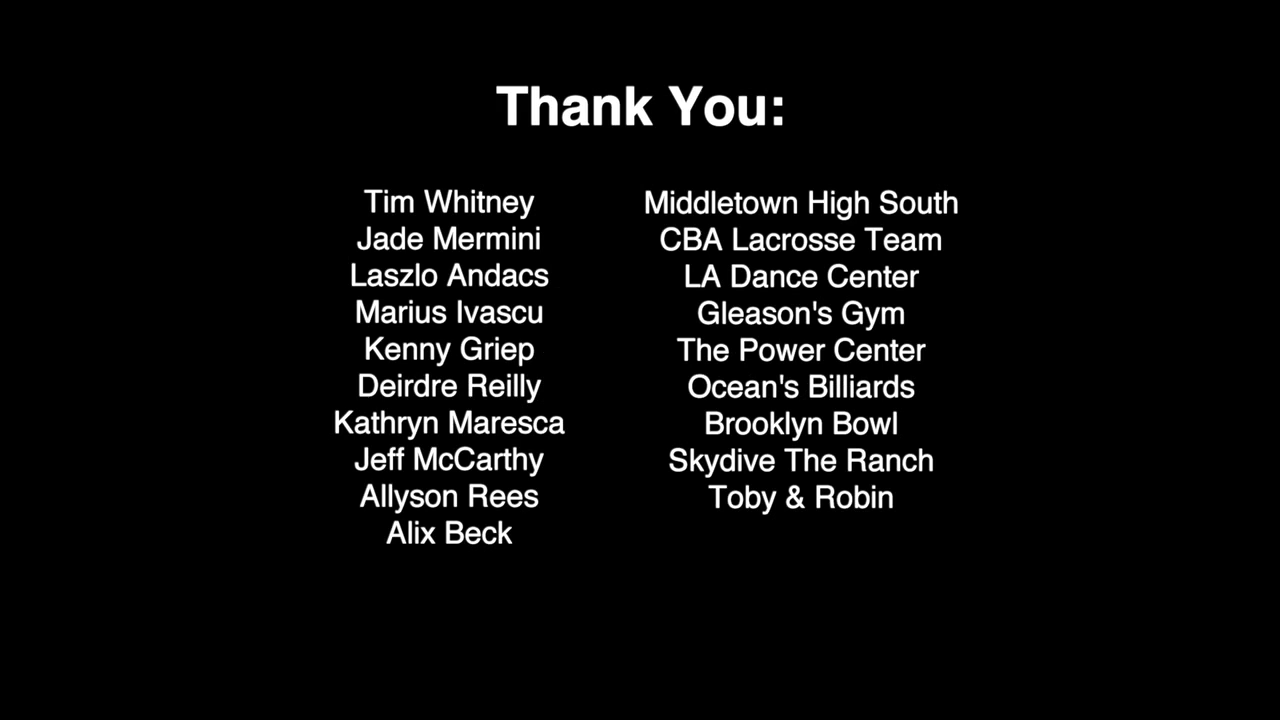 Thank You:
Tim Whitney
Jade Mermini
Laszlo Andacs
Marius Ivascu
Kenny Griep
Deirdre Reilly
Kathryn Maresca
Jeff McCarthy
Allyson Rees
Alix Beck
Middletown High South
CBA Lacrosse Team
LA Dance Center
Gleason's Gym
The Power Center
Ocean's Billiards
Brooklyn Bowl
Skydive The Ranch
Toby & Robin